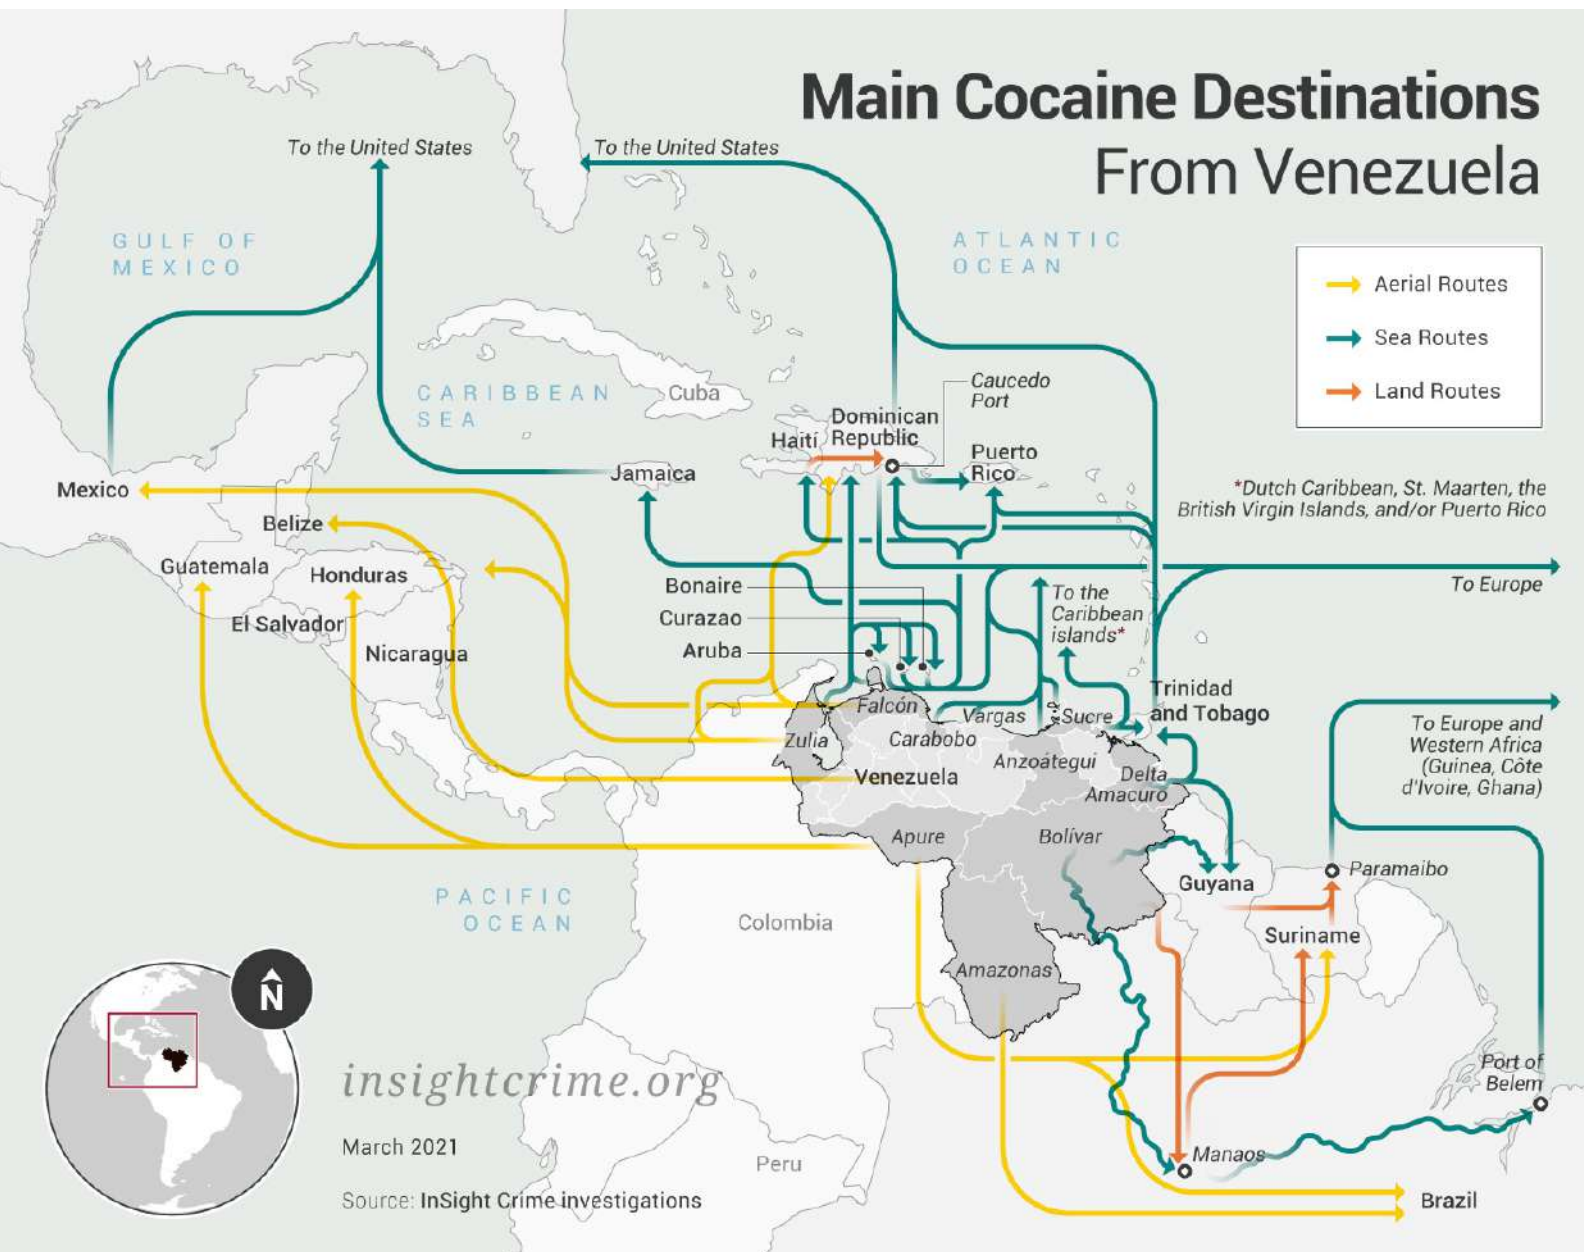 Main Cocaine Destinations
From Venezuela
To the United States
To the United States
GULF OF
MEXICO
ATLANTIC
OCEAN
Aerial Routes
Sea Routes
Land Routes
CARIBBEAN
SEA
Cuba
Caucedo
Port
Dominican
Republic
Haití
Puerto
Rico
Jamaica
Mexico
*Dutch Caribbean, St. Maarten, the
British Virgin Islands, and/or Puerto Rico
Belize
Guatemala
Honduras
El Salvador
Nicaragua
Bonaire
Curazao
Aruba
To the
Caribbean
islands*
To Europe
Trinidad
and Tobago
Falcón
Vargas
Sucre
Zulia
Carabobo
Venezuela
Anzoátegui
Delta
Amacuro
To Europe and
Western Africa
(Guinea, Côte
d'Ivoire, Ghana)
Apure
Bolívar
Guyana
Paramaibo
PACIFIC
OCEAN
Colombia
Suriname
Amazonas
N
insightcrime.org
March 2021
Source: InSight Crime investigations
Peru
Port of
Belem
Manaos
Brazil